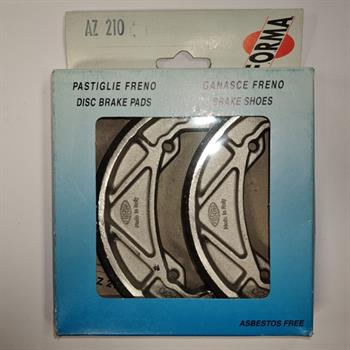 AZ 210
FORMA
PASTIGLIE FRENO
DISC BRAKE PADS
GANASCE FRENO
BRAKE SHOES
Made in Italy
Made in Italy
ASBESTOS FREE